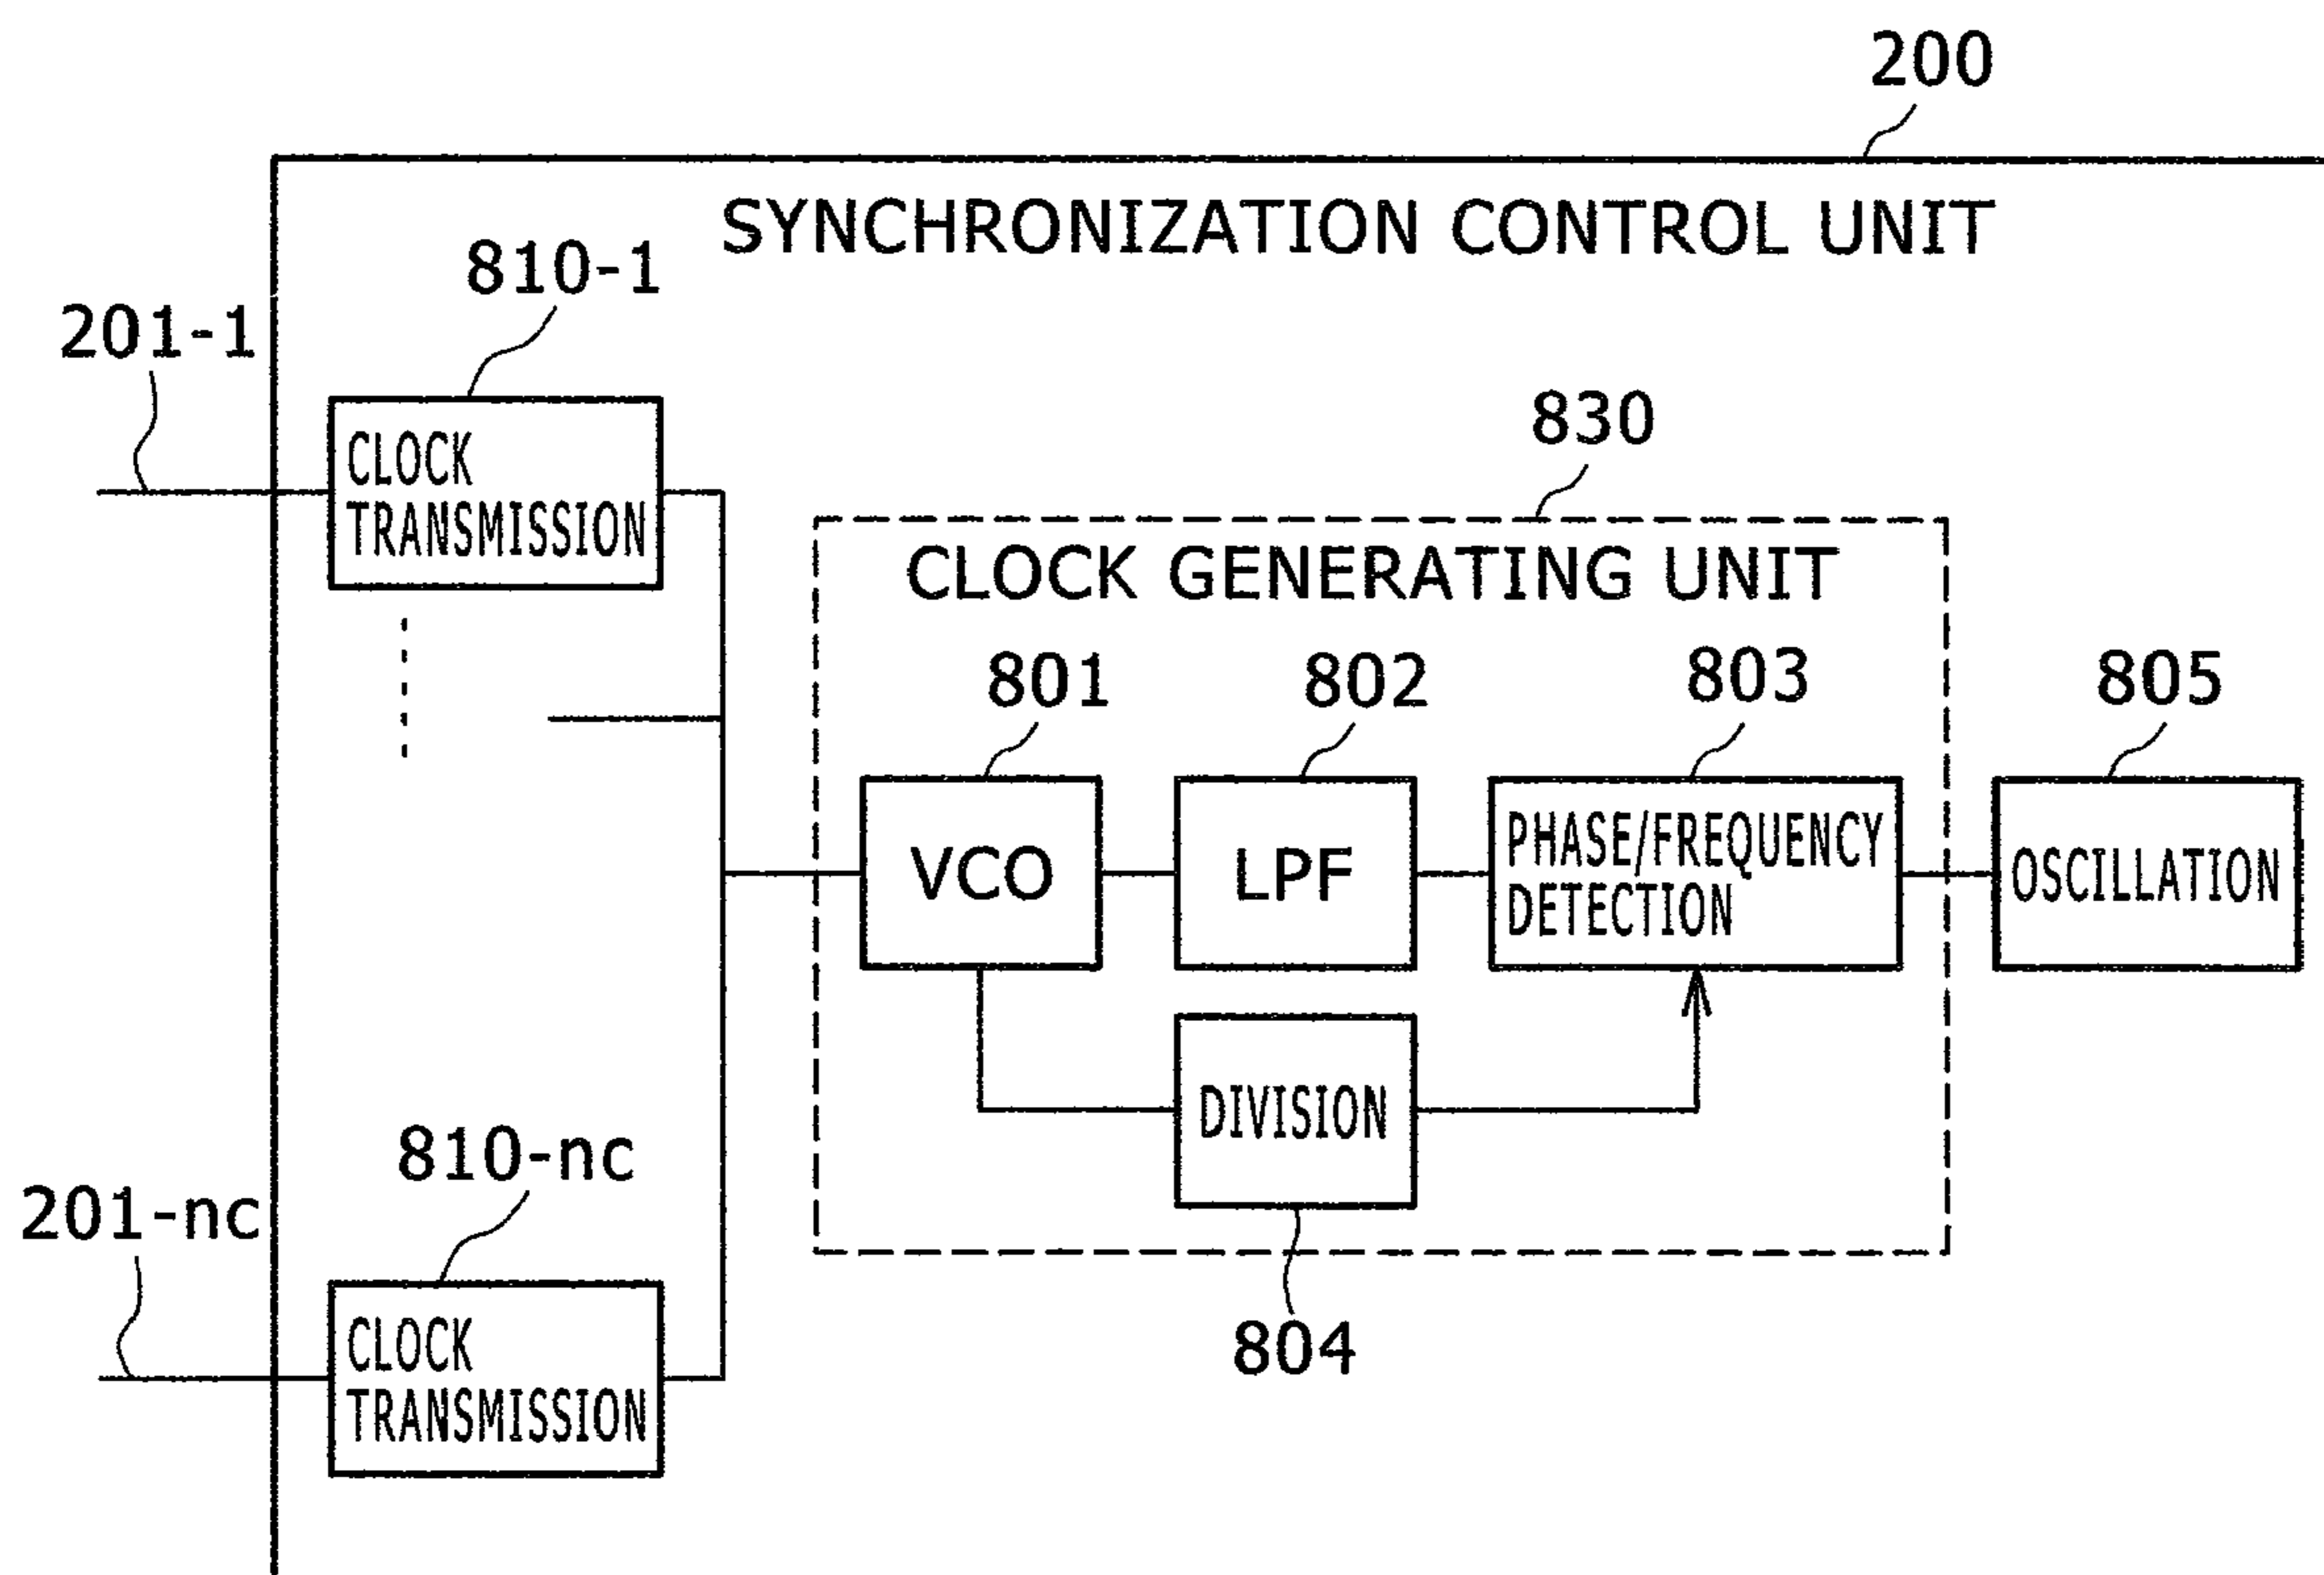 200
SYNCHRONIZATION CONTROL UNIT
810-1
201-1
CLOCK
TRANSMISSION
830
CLOCK GENERATING UNIT
801
802
803
805
VCO
LPF
PHASE/FREQUENCY
DETECTION
OSCILLATION
DIVISION
810-nc
201-nc
804
CLOCK
TRANSMISSION